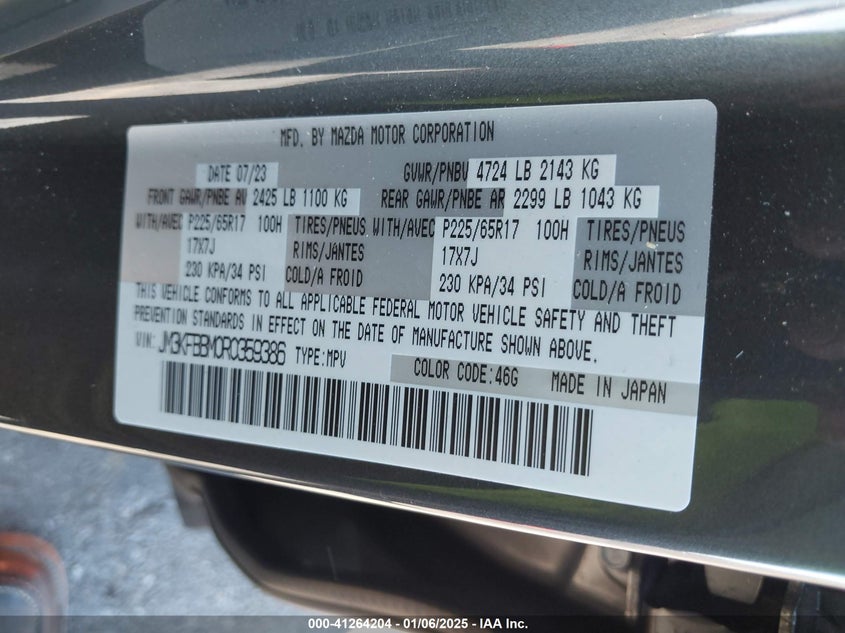 MFD. BY MAZDA MOTOR CORPORATION
DATE 07/23 GVWR/PNBV 4724 LB 2143 KG
FRONT GAWR/PNBE AV 2425 LB 1100 KG REAR GAWR/PNBE AR 2299 LB 1043 KG
WITH/AVEC P225/65R17 100H TIRES/PNEUS WITH/AVEC P225/65R17 100H TIRES/PNEUS
17X7J RIMS/JANTES 17X7J RIMS/JANTES
230 KPA/34 PSI COLD/A FROID 230 KPA/34 PSI COLD/A FROID
THIS VEHICLE CONFORMS TO ALL APPLICABLE FEDERAL MOTOR VEHICLE SAFETY AND THEFT
PREVENTION STANDARDS IN EFFECT ON THE DATE OF MANUFACTURE SHOWN ABOVE.
VIN: JM3KFBBM0R0359386 TYPE:MPV
COLOR CODE:46G MADE IN JAPAN
000-41264204 - 01/06/2025 - © IAA Inc.